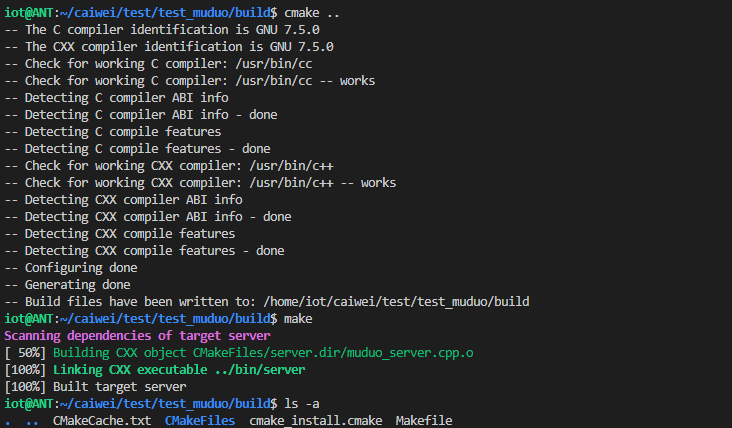 iot@ANT:~/caiwei/test/test_muduo/build$ cmake ..
-- The C compiler identification is GNU 7.5.0
-- The CXX compiler identification is GNU 7.5.0
-- Check for working C compiler: /usr/bin/cc
-- Check for working C compiler: /usr/bin/cc -- works
-- Detecting C compiler ABI info
-- Detecting C compiler ABI info - done
-- Detecting C compile features
-- Detecting C compile features - done
-- Check for working CXX compiler: /usr/bin/c++
-- Check for working CXX compiler: /usr/bin/c++ -- works
-- Detecting CXX compiler ABI info
-- Detecting CXX compiler ABI info - done
-- Detecting CXX compile features
-- Detecting CXX compile features - done
-- Configuring done
-- Generating done
-- Build files have been written to: /home/iot/caiwei/test/test_muduo/build
iot@ANT:~/caiwei/test/test_muduo/build$ make
Scanning dependencies of target server
[ 50%] Building CXX object CMakeFiles/server.dir/muduo_server.cpp.o
[100%] Linking CXX executable ../bin/server
[100%] Built target server
iot@ANT:~/caiwei/test/test_muduo/build$ ls -a
.  ..  CMakeCache.txt  CMakeFiles  cmake_install.cmake  Makefile